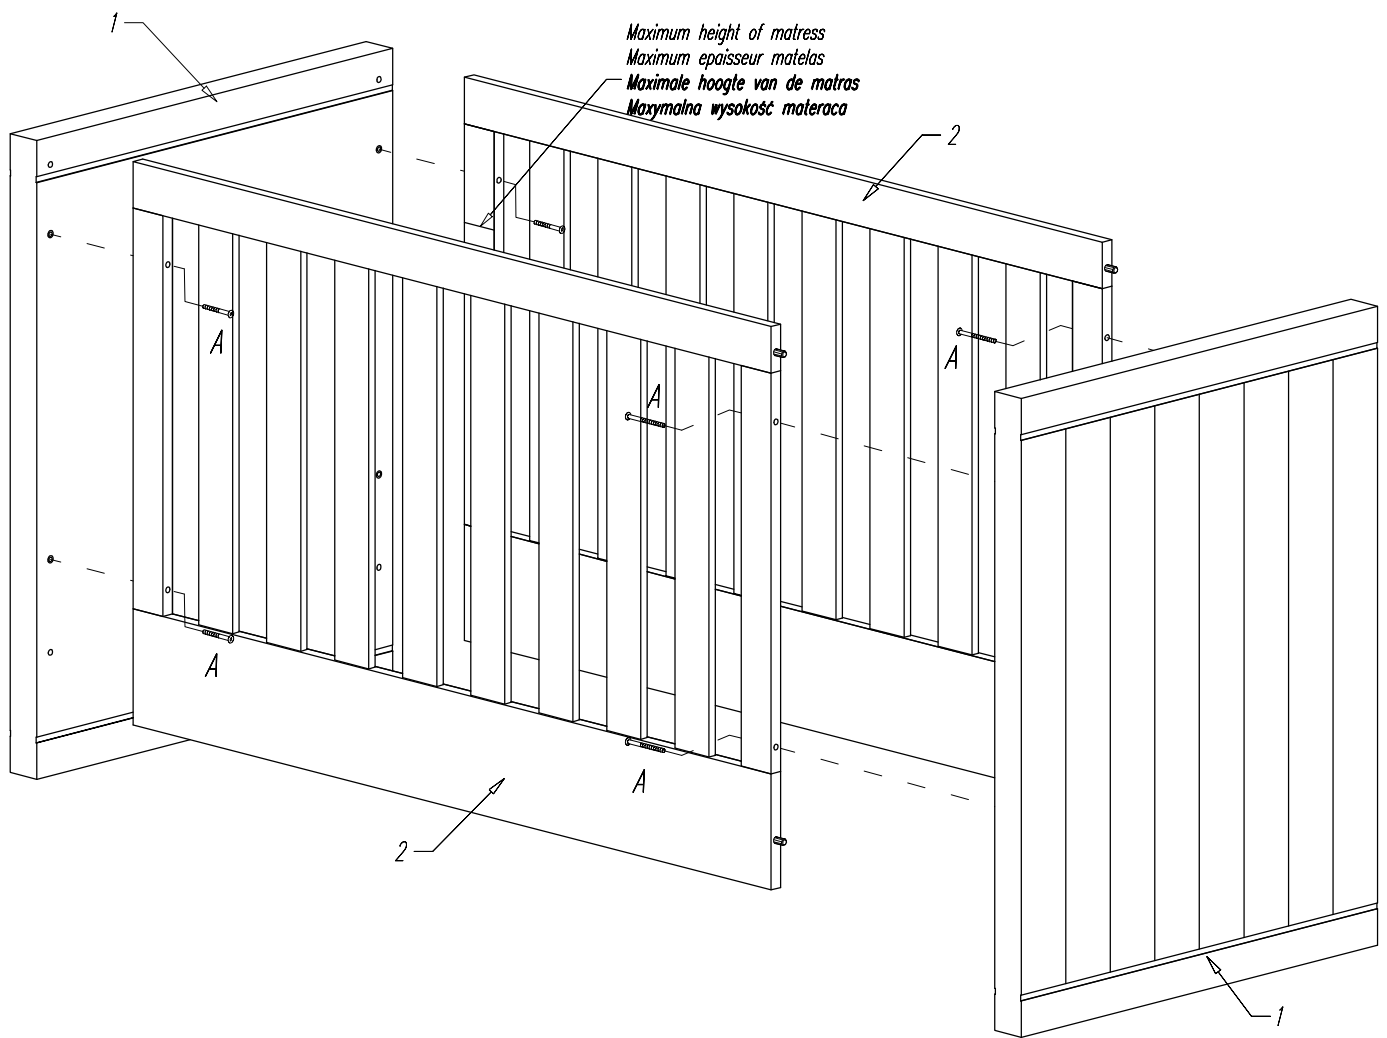 1
Maximum height of matress
Maximum epaisseur matelas
Maximale hoogte van de matras
Maxymalna wysokość materaca
2
A
A
A
A
A
2
1